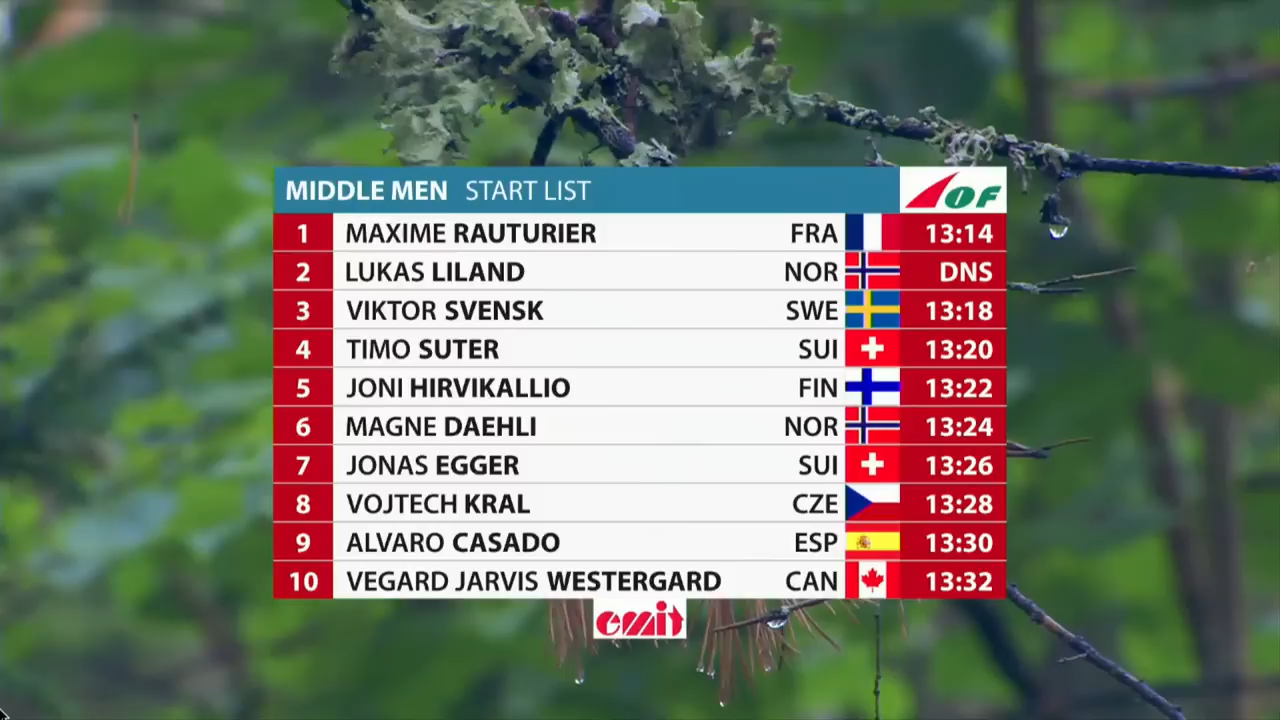 MIDDLE MEN START LIST IOF
1 MAXIME RAUTURIER FRA 13:14
2 LUKAS LILAND NOR DNS
3 VIKTOR SVENSK SWE 13:18
4 TIMO SUTER SUI 13:20
5 JONI HIRVIKALLIO FIN 13:22
6 MAGNE DAEHLI NOR 13:24
7 JONAS EGGER SUI 13:26
8 VOJTECH KRAL CZE 13:28
9 ALVARO CASADO ESP 13:30
10 VEGARD JARVIS WESTERGARD CAN 13:32
emit